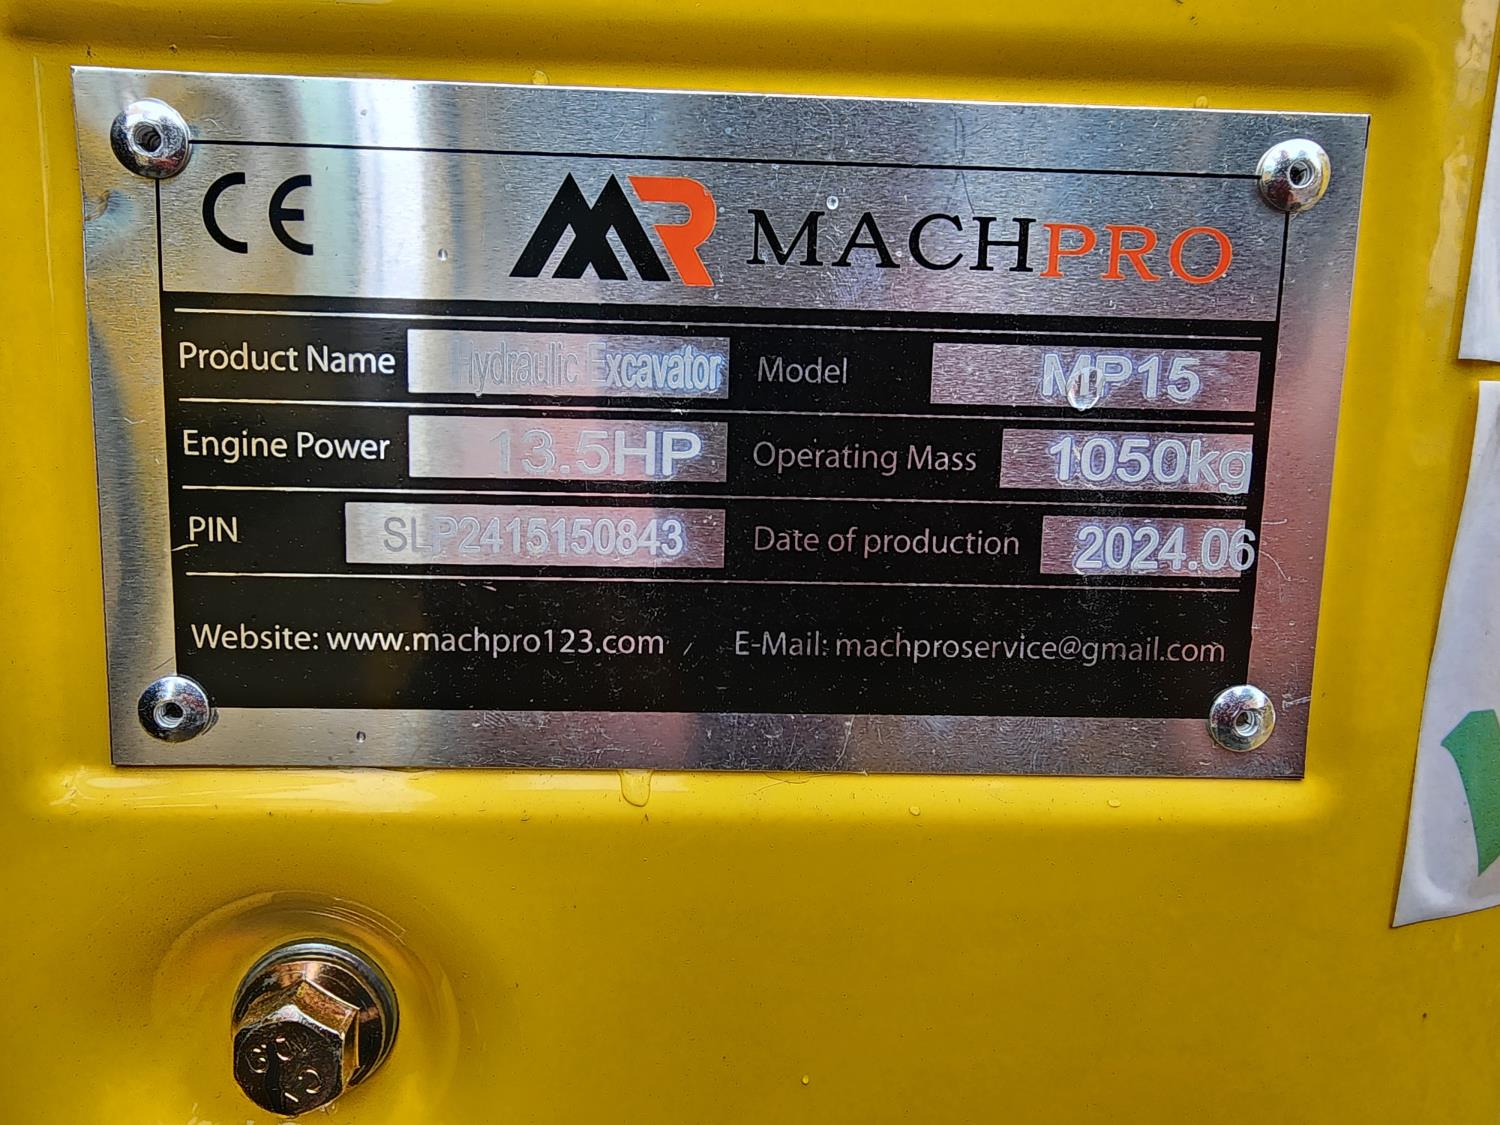 CE MR MACHPRO
Product Name Hydraulic Excavator Model MP15
Engine Power 13.5HP Operating Mass 1050kg
PIN SLP2415150843 Date of production 2024.06
Website: www.machpro123.com E-Mail: machproservice@gmail.com